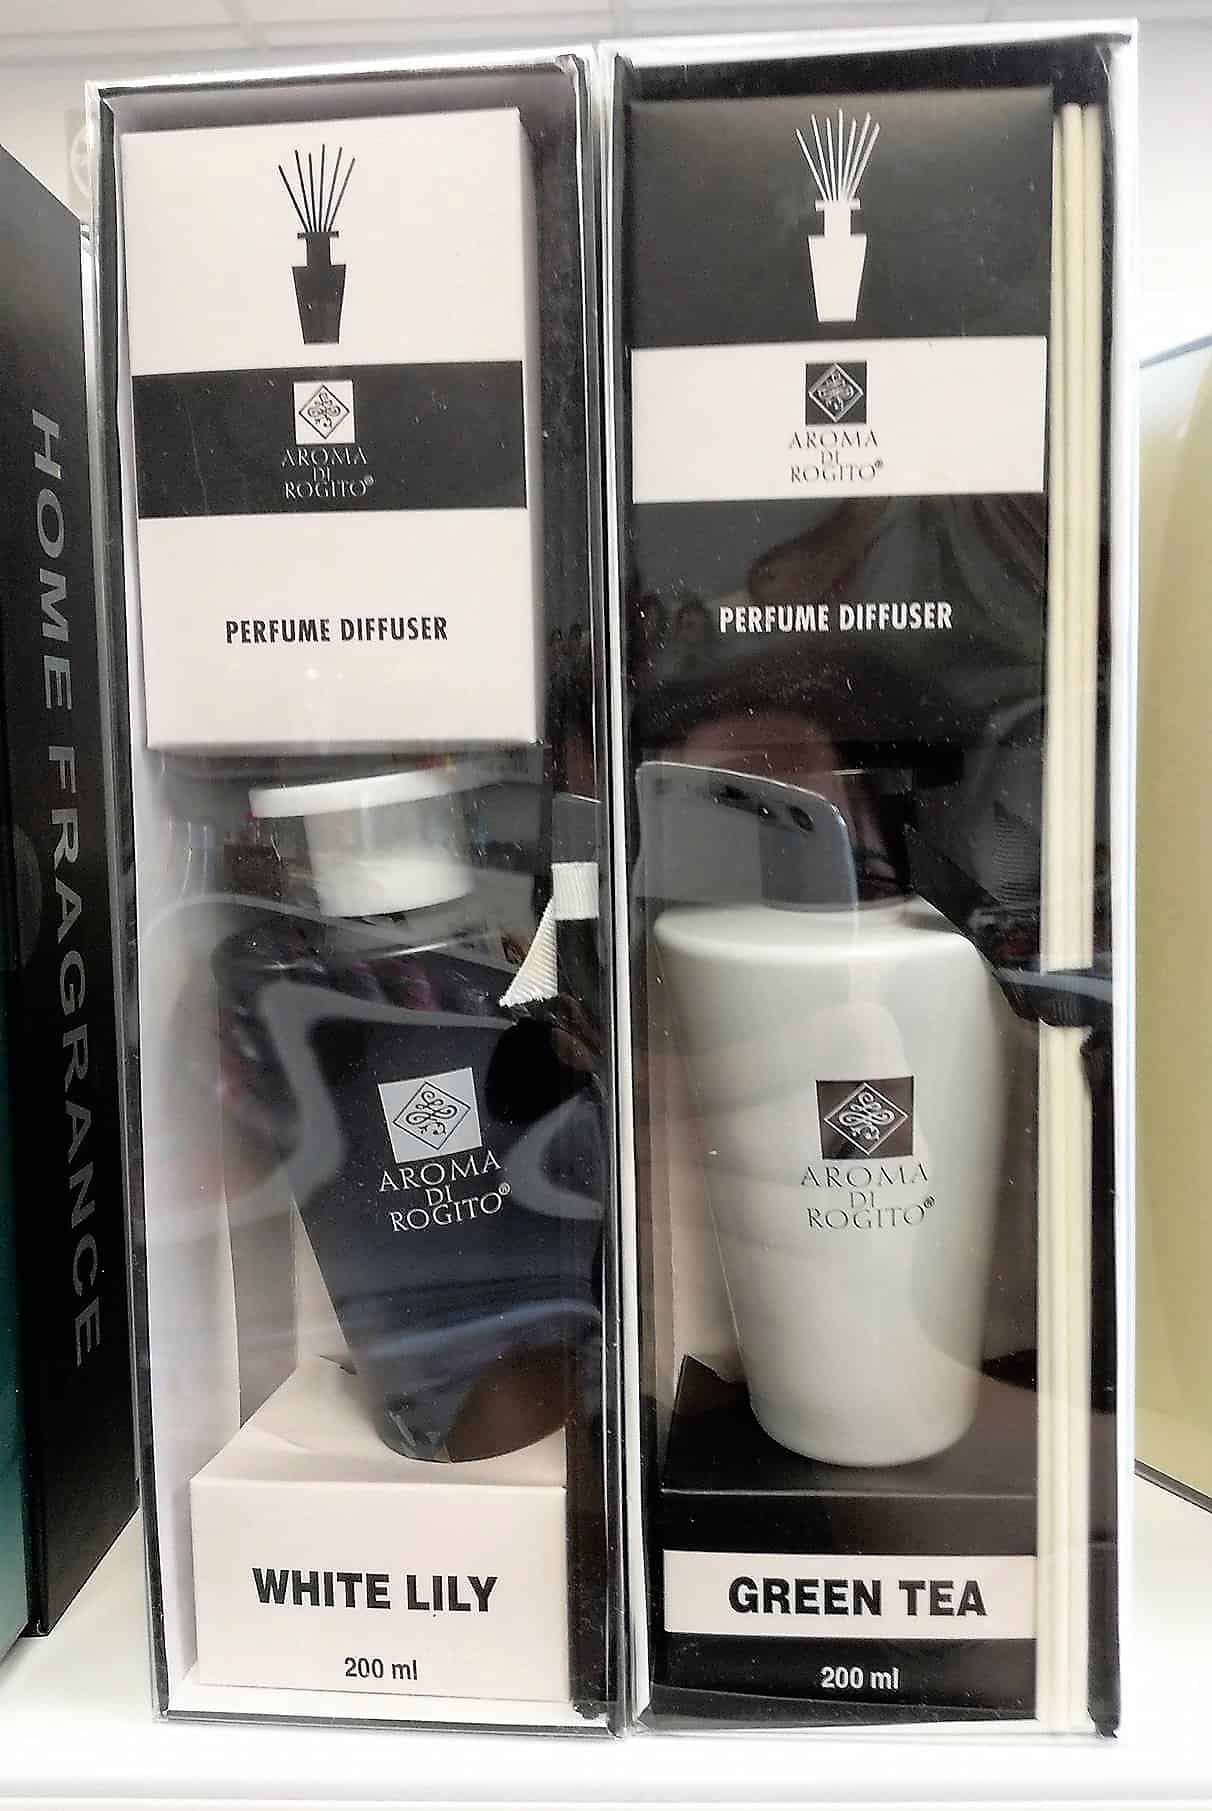 HOME FRAGRANCE
AROMA
DI
ROGITO®
PERFUME DIFFUSER
AROMA
DI
ROGITO®
WHITE LILY
200 ml
AROMA
DI
ROGITO®
PERFUME DIFFUSER
AROMA
DI
ROGITO®
GREEN TEA
200 ml